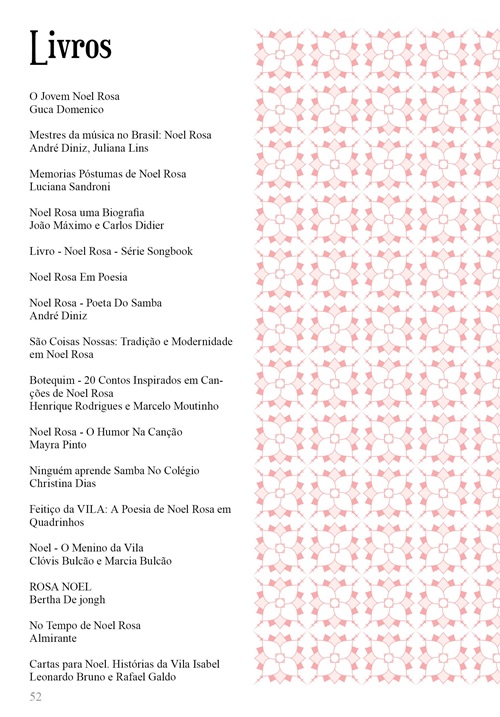 Livros
O Jovem Noel Rosa
Guca Domenico
Mestres da música no Brasil: Noel Rosa
André Diniz, Juliana Lins
Memorias Póstumas de Noel Rosa
Luciana Sandroni
Noel Rosa uma Biografia
João Máximo e Carlos Didier
Livro - Noel Rosa - Série Songbook
Noel Rosa Em Poesia
Noel Rosa - Poeta Do Samba
André Diniz
São Coisas Nossas: Tradição e Modernidade
em Noel Rosa
Botequim - 20 Contos Inspirados em Can-
ções de Noel Rosa
Henrique Rodrigues e Marcelo Moutinho
Noel Rosa - O Humor Na Canção
Mayra Pinto
Ninguém aprende Samba No Colégio
Christina Dias
Feitiço da VILA: A Poesia de Noel Rosa em
Quadrinhos
Noel - O Menino da Vila
Clóvis Bulcão e Marcia Bulcão
ROSA NOEL
Bertha De jongh
No Tempo de Noel Rosa
Almirante
Cartas para Noel. Histórias da Vila Isabel
Leonardo Bruno e Rafael Galdo
52